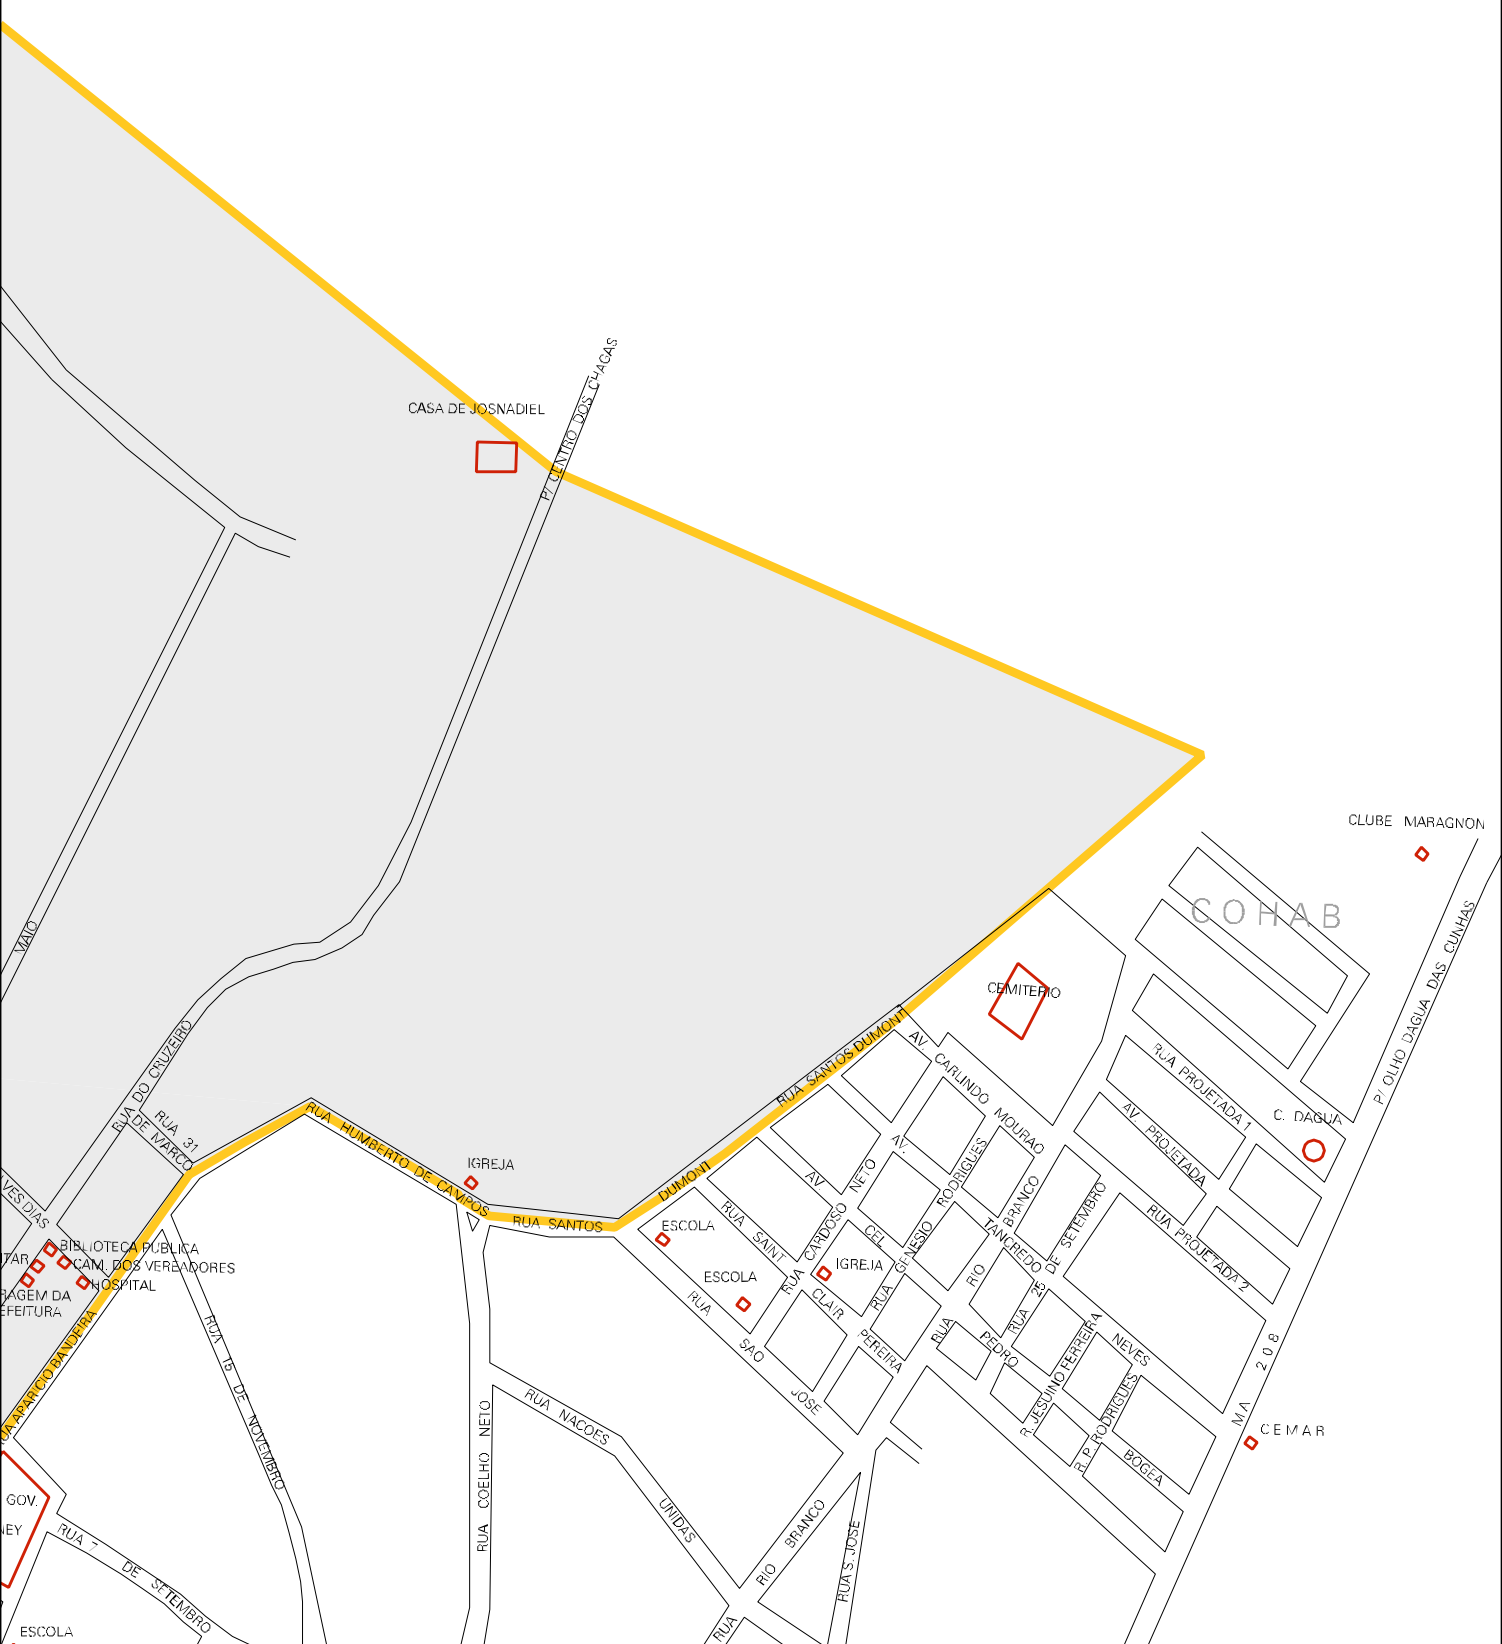 CASA DE JOSNADIEL
P/ CENTRO DOS CHAGAS
CLUBE MARAGNON
COHAB
P/ OLHO DAGUA DAS CUNHAS
MAIO
CEMITERIO
RUA DO CRUZEIRO
RUA 31
DE MARCO
RUA HUMBERTO DE CAMPOS
IGREJA
RUA SANTOS
DUMONT
RUA SANTOS DUMONT
AV. CARLINDO MOURAO
RUA PROJETADA 1
C. DAGUA
AV. PROJETADA
RUA PROJETADA 2
BIBLIOTECA PUBLICA
CAM. DOS VEREADORES
HOSPITAL
RUA APARICIO BANDEIRA
ESCOLA
ESCOLA
RUA SAINT CLAIR PEREIRA
AV.
AV.
CEL
TANCREDO NEVES
RUA CARDOSO NETO
IGREJA
RUA GENESIO RODRIGUES
RUA RIO BRANCO
RUA 25 DE SETEMBRO
PEDRO BOGEA
R. JESUINO FERREIRA
R. P. RODRIGUES
RUA SAO JOSE
MA 208
CEMAR
RUA 15 DE NOVEMBRO
RUA COELHO NETO
RUA NACOES UNIDAS
RUA RIO BRANCO
RUA S. JOSE
GOV.
RUA 7 DE SETEMBRO
ESCOLA